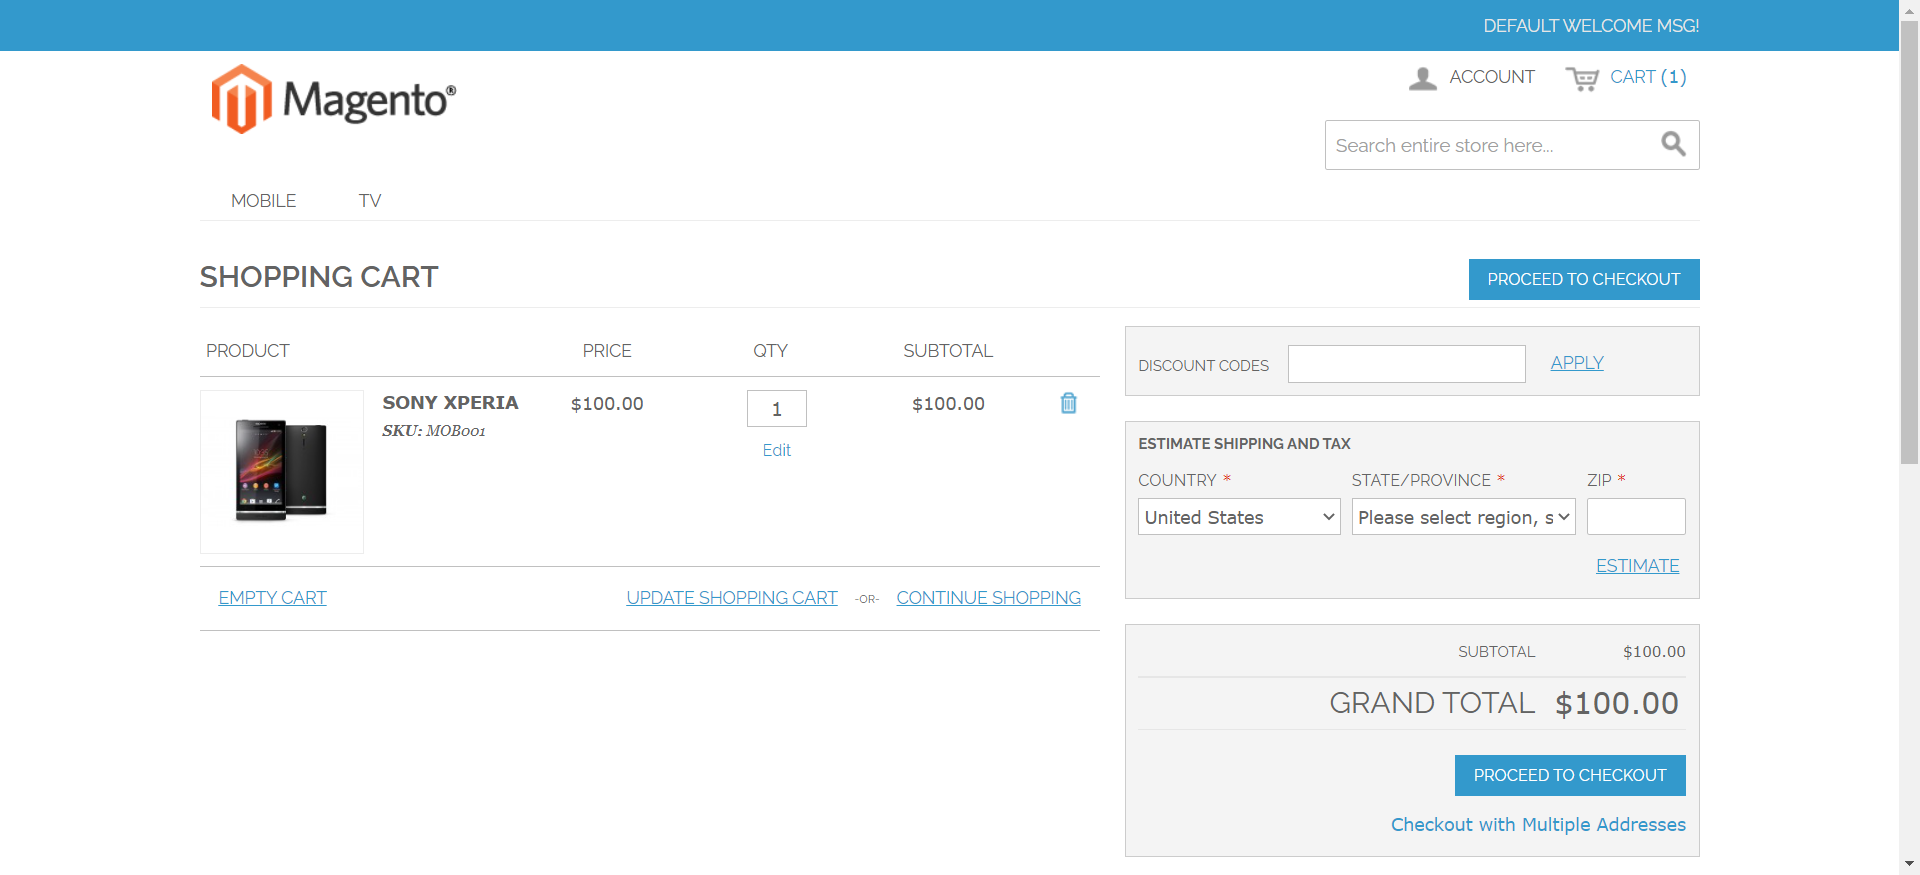 DEFAULT WELCOME MSG!
Magento®
ACCOUNT
CART (1)
Search entire store here...
MOBILE
TV
SHOPPING CART
PROCEED TO CHECKOUT
PRODUCT PRICE QTY SUBTOTAL
SONY XPERIA $100.00 1 $100.00
SKU: MOB001
Edit
EMPTY CART
UPDATE SHOPPING CART -OR- CONTINUE SHOPPING
DISCOUNT CODES APPLY
ESTIMATE SHIPPING AND TAX
COUNTRY * STATE/PROVINCE * ZIP *
United States Please select region, s
ESTIMATE
SUBTOTAL $100.00
GRAND TOTAL $100.00
PROCEED TO CHECKOUT
Checkout with Multiple Addresses